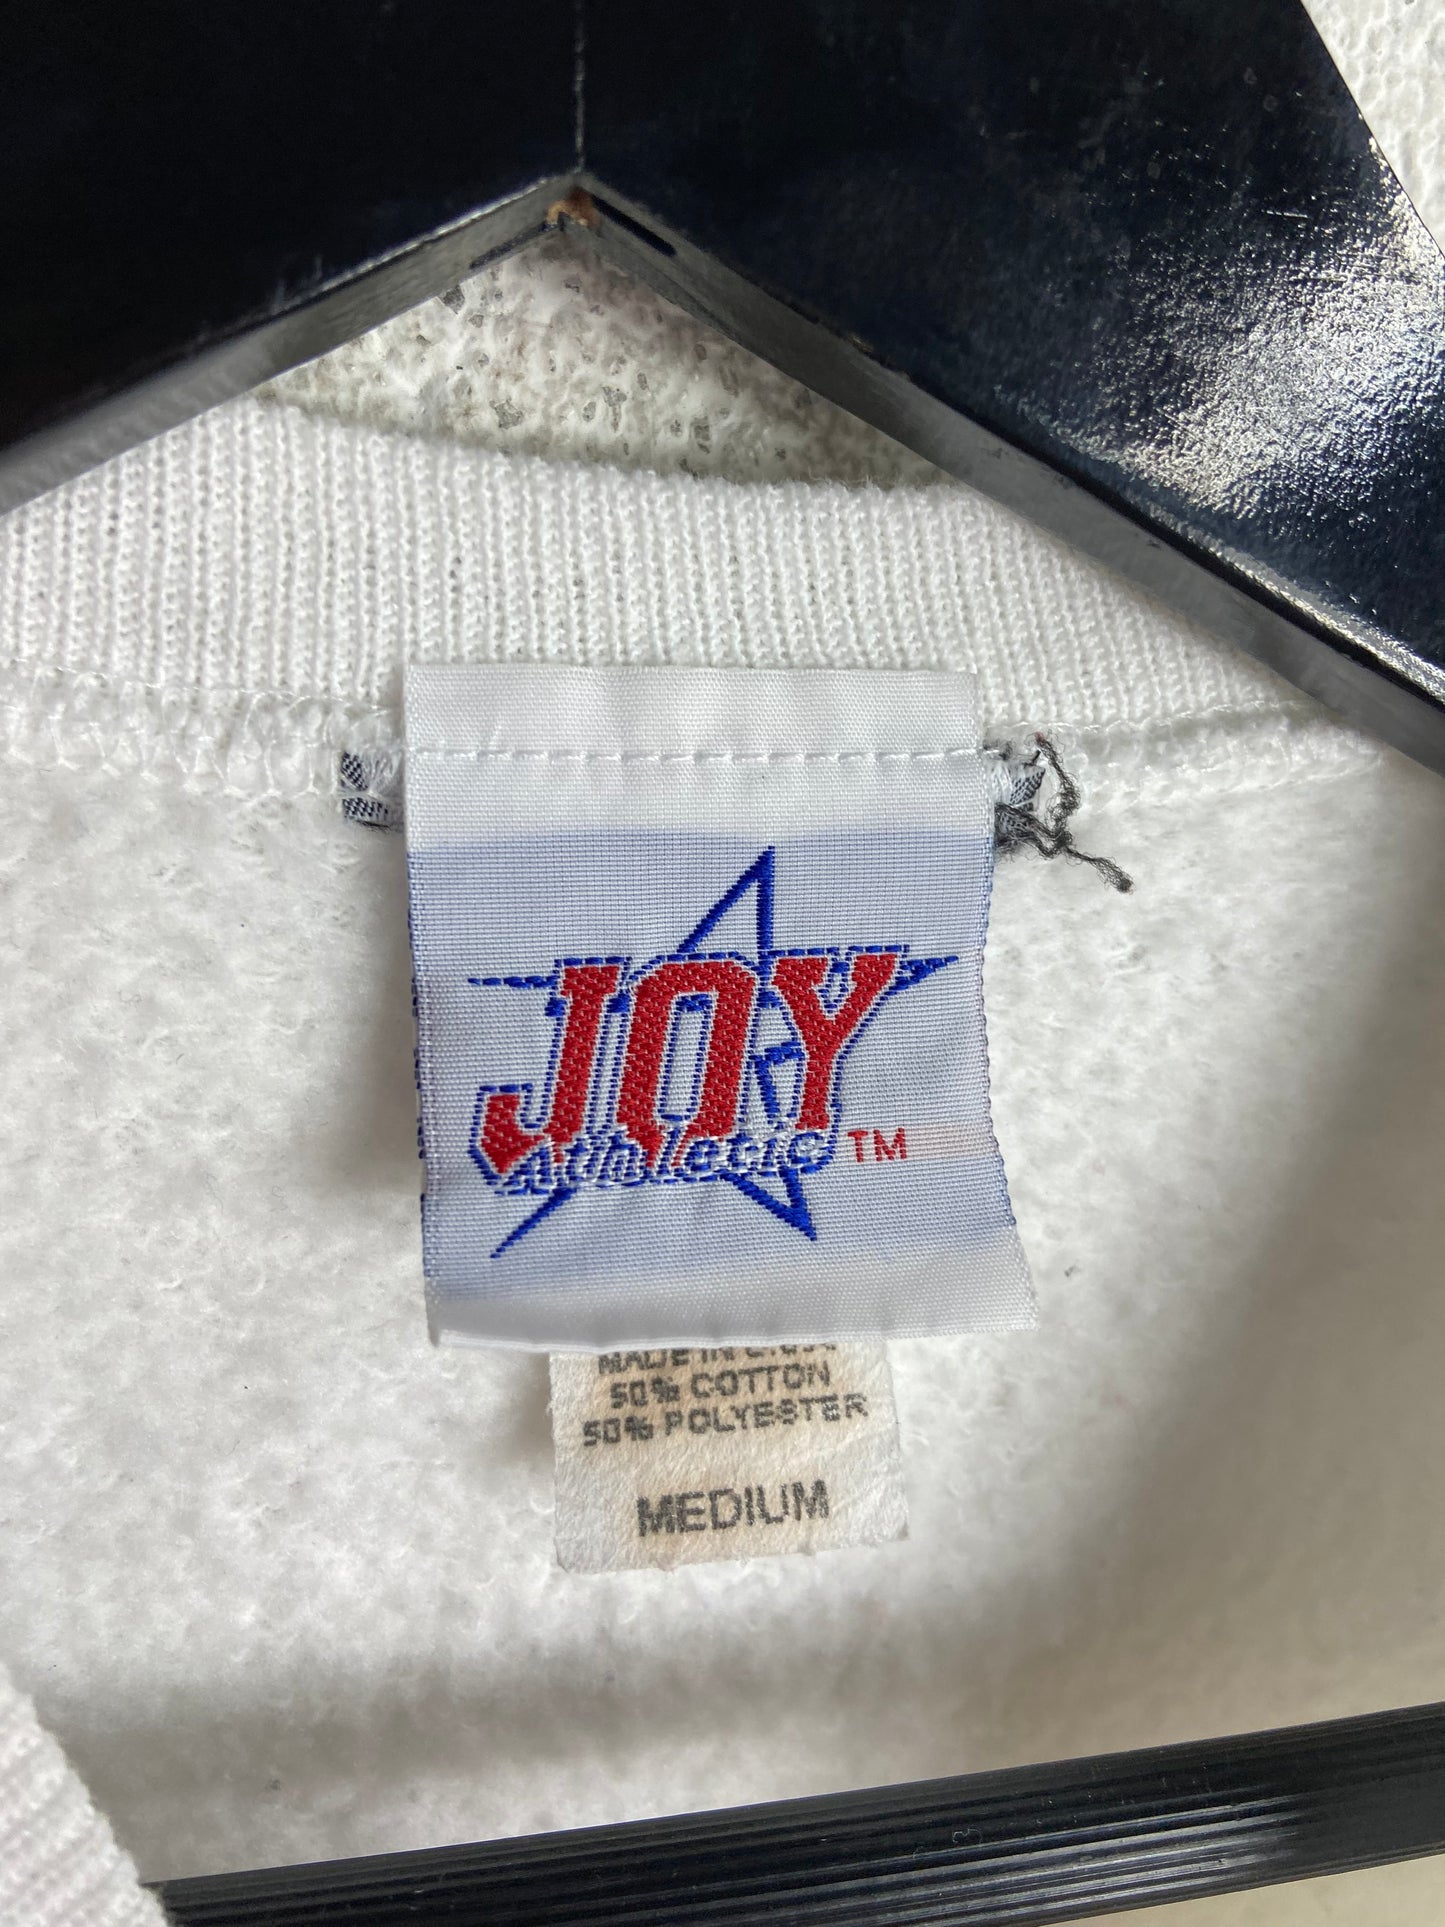 JOY
Athletic TM
MADE IN
50% COTTON
50% POLYESTER
MEDIUM